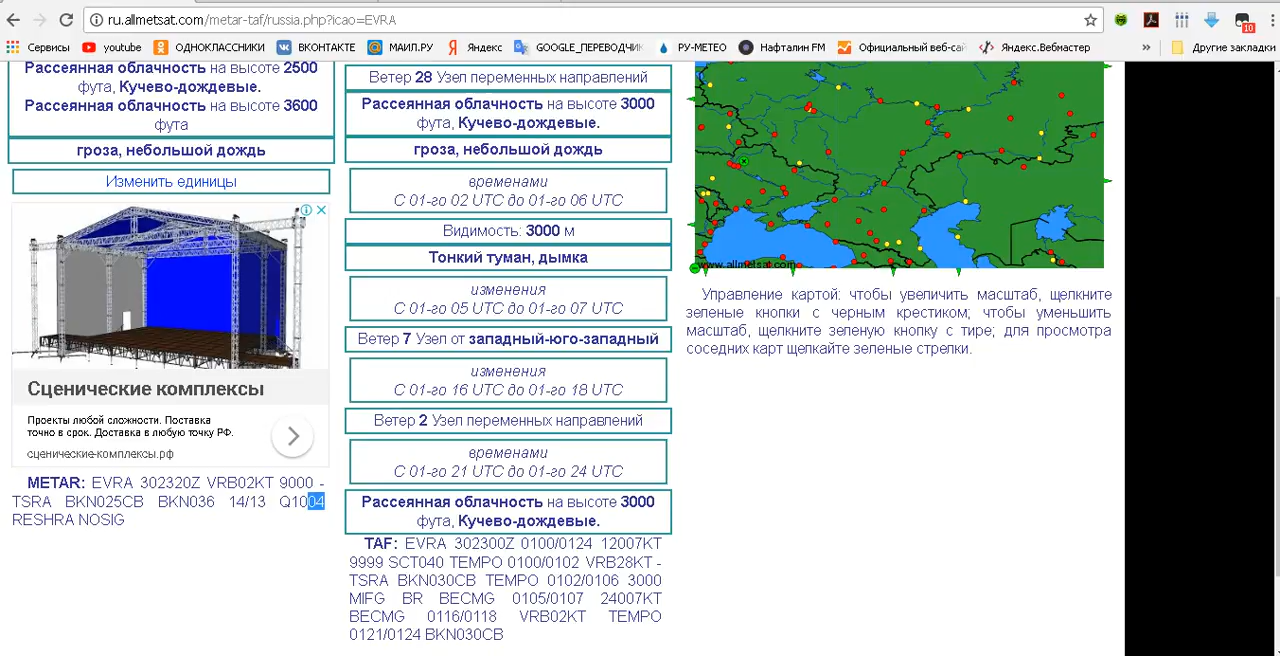 ru.allmetsat.com/metar-taf/russia.php?icao=EVRA
10
Сервисы youtube ОДНОКЛАССНИКИ ВКОНТАКТЕ МАИЛ.РУ Яндекс GOOGLE_ПЕРЕВОДЧИ РУ-МЕТЕО Нафталин FM Официальный веб-сай Яндекс.Вебмастер » Другие закладки
Рассеянная облачность на высоте 2500
фута, Кучево-дождевые.
Рассеянная облачность на высоте 3600
фута
гроза, небольшой дождь
Изменить единицы
Сценические комплексы
Проекты любой сложности. Поставка
точно в срок. Доставка в любую точку РФ.
сценические-комплексы.рф
METAR: EVRA 302320Z VRB02KT 9000 -
TSRA BKN025CB BKN036 14/13 Q1004
RESHRA NOSIG
Ветер 28 Узел переменных направлений
Рассеянная облачность на высоте 3000
фута, Кучево-дождевые.
гроза, небольшой дождь
временами
С 01-го 02 UTC до 01-го 06 UTC
Видимость: 3000 м
Тонкий туман, дымка
изменения
С 01-го 05 UTC до 01-го 07 UTC
Ветер 7 Узел от западный-юго-западный
изменения
С 01-го 16 UTC до 01-го 18 UTC
Ветер 2 Узел переменных направлений
временами
С 01-го 21 UTC до 01-го 24 UTC
Рассеянная облачность на высоте 3000
фута, Кучево-дождевые.
TAF: EVRA 302300Z 0100/0124 12007KT
9999 SCT040 TEMPO 0100/0102 VRB28KT -
TSRA BKN030CB TEMPO 0102/0106 3000
MIFG BR BECMG 0105/0107 24007KT
BECMG 0116/0118 VRB02KT TEMPO
0121/0124 BKN030CB
www.allmetsat.com
Управление картой: чтобы увеличить масштаб, щелкните
зеленые кнопки с черным крестиком; чтобы уменьшить
масштаб, щелкните зеленую кнопку с тире; для просмотра
соседних карт щелкайте зеленые стрелки.